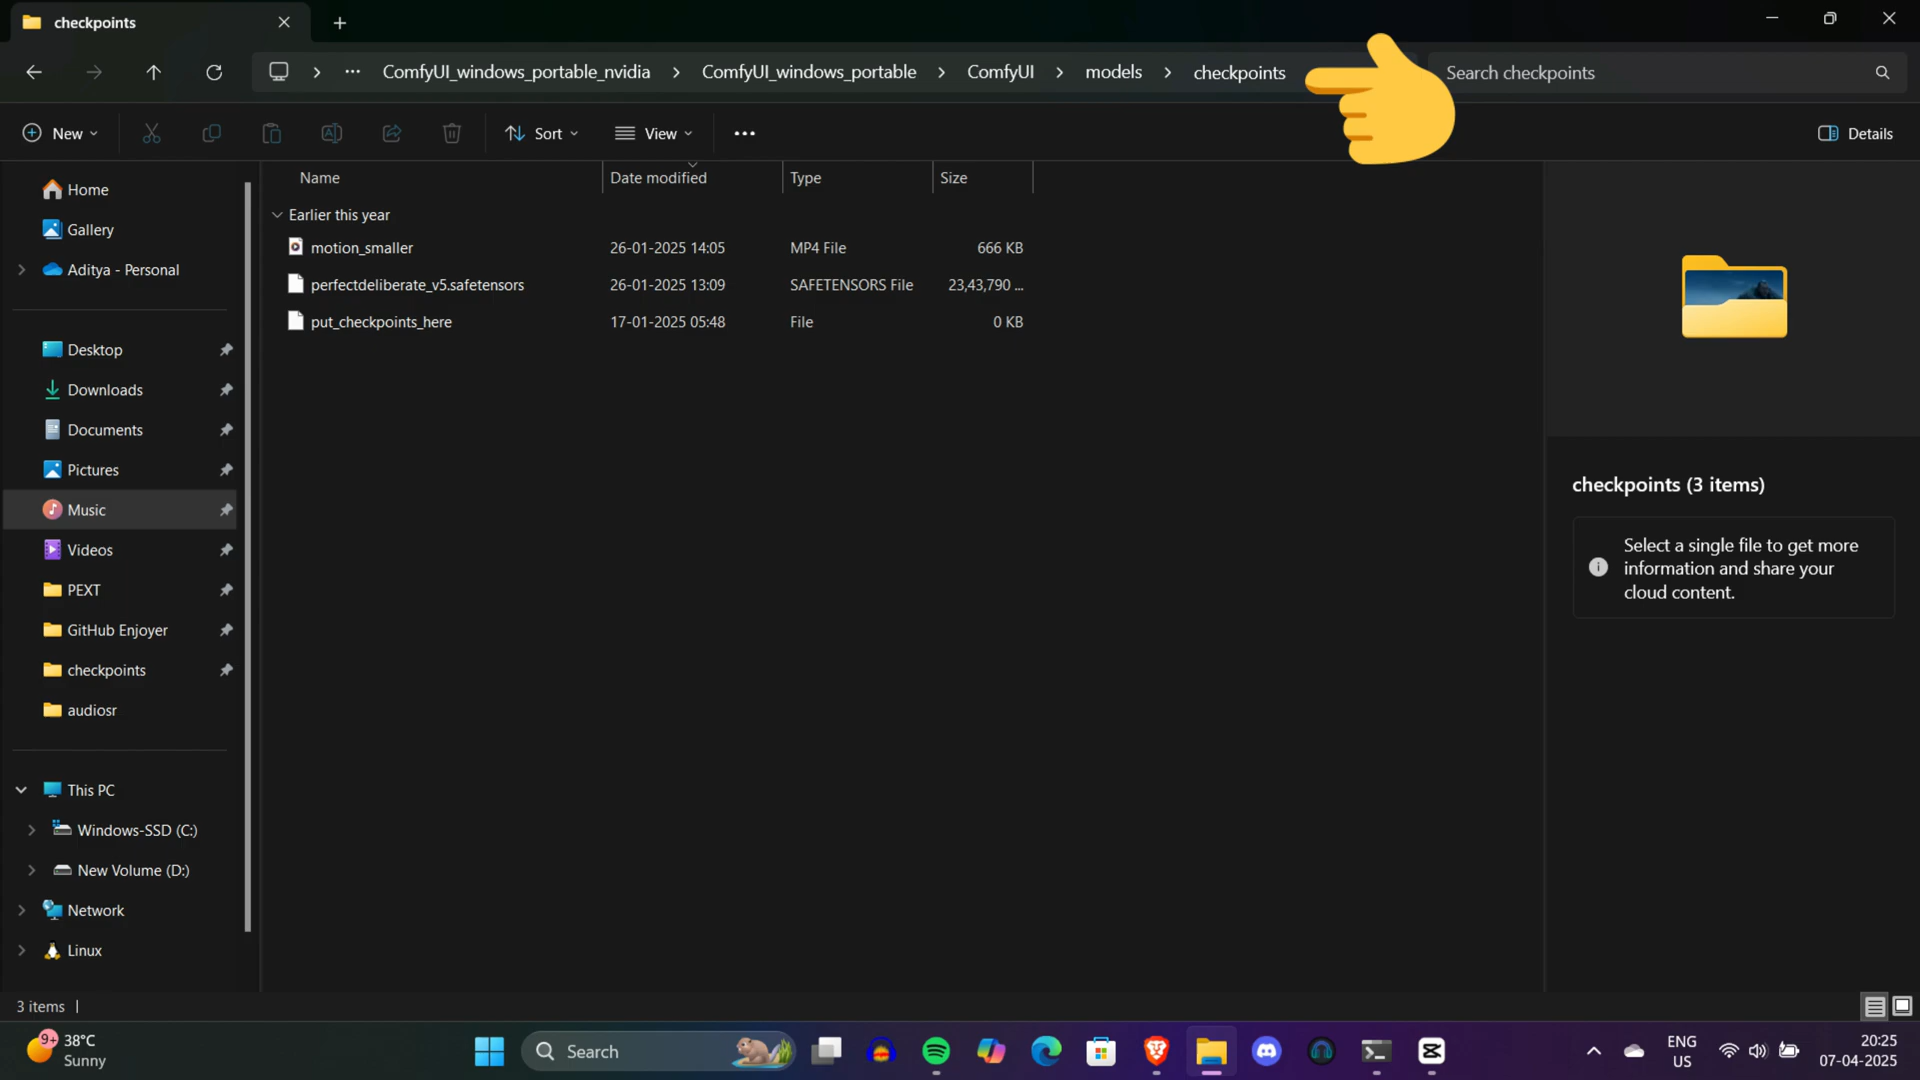 checkpoints
ComfyUI_windows_portable_nvidia
ComfyUI_windows_portable
ComfyUI
models
checkpoints
Search checkpoints
New
Sort
View
Details
Name
Date modified
Type
Size
Earlier this year
motion_smaller 26-01-2025 14:05 MP4 File 666 KB
perfectdeliberate_v5.safetensors 26-01-2025 13:09 SAFETENSORS File 23,43,790 ...
put_checkpoints_here 17-01-2025 05:48 File 0 KB
Home
Gallery
Aditya - Personal
Desktop
Downloads
Documents
Pictures
Music
Videos
PEXT
GitHub Enjoyer
checkpoints
audiosr
This PC
Windows-SSD (C:)
New Volume (D:)
Network
Linux
checkpoints (3 items)
Select a single file to get more
information and share your
cloud content.
3 items
9+
38°C
Sunny
Search
ENG
US
20:25
07-04-2025